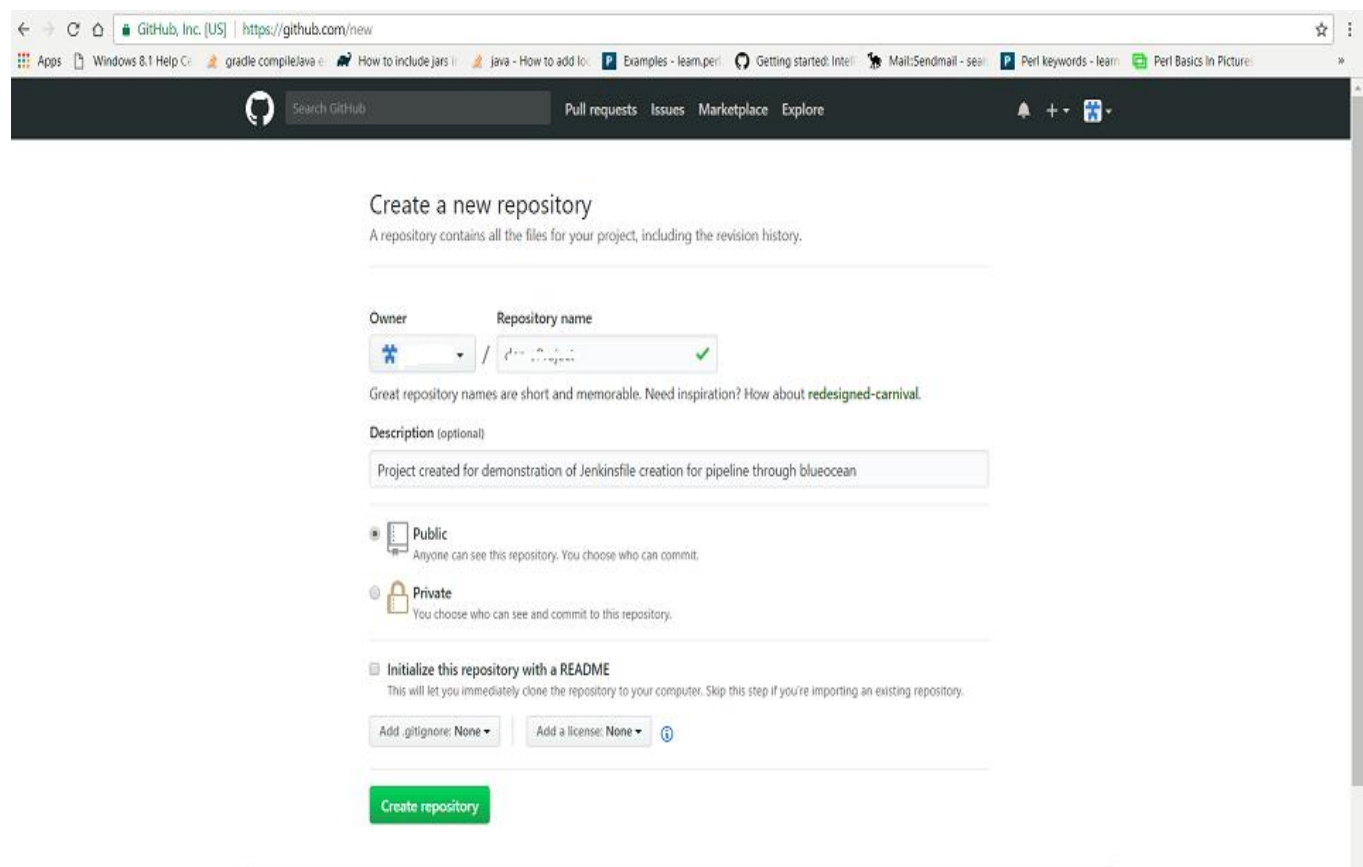 GitHub, Inc. [US] | https://github.com/new
Apps Windows 8.1 Help Ce gradle compileJava e How to include jars i java - How to add loc Examples - learn.perl Getting started: Intell Mail::Sendmail - sear Perl keywords - learn Perl Basics In Pictures »
Search GitHub Pull requests Issues Marketplace Explore
Create a new repository
A repository contains all the files for your project, including the revision history.
Owner Repository name
/
Great repository names are short and memorable. Need inspiration? How about redesigned-carnival.
Description (optional)
Project created for demonstration of Jenkinsfile creation for pipeline through blueocean
Public
Anyone can see this repository. You choose who can commit.
Private
You choose who can see and commit to this repository.
Initialize this repository with a README
This will let you immediately clone the repository to your computer. Skip this step if you're importing an existing repository.
Add .gitignore: None Add a license: None
Create repository